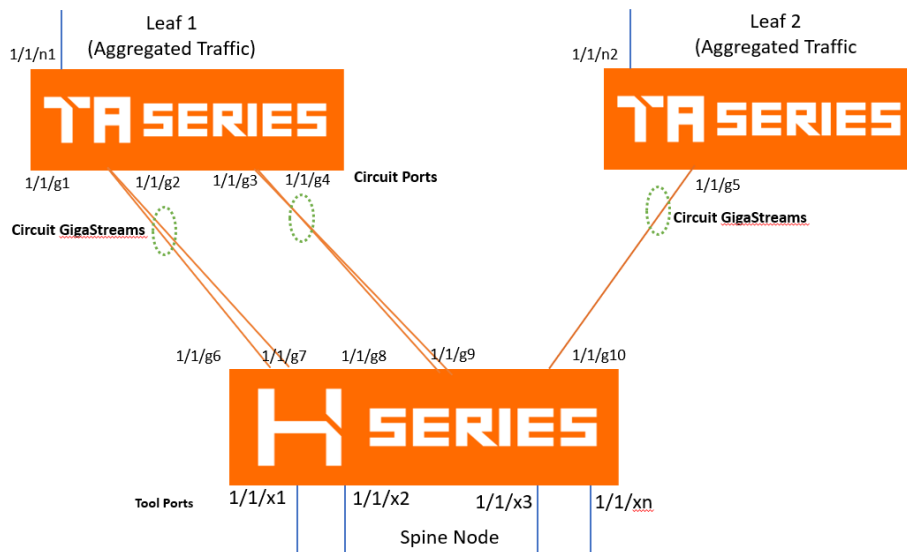 Leaf 1
(Aggregated Traffic)
1/1/n1
TA SERIES
Leaf 2
(Aggregated Traffic
1/1/n2
TA SERIES
1/1/g1
1/1/g2
1/1/g3
1/1/g4
Circuit Ports
1/1/g5
Circuit GigaStreams
Circuit GigaStreams
1/1/g6
1/1/g7
1/1/g8
1/1/g9
1/1/g10
H SERIES
Tool Ports
1/1/x1
1/1/x2
1/1/x3
1/1/xn
Spine Node